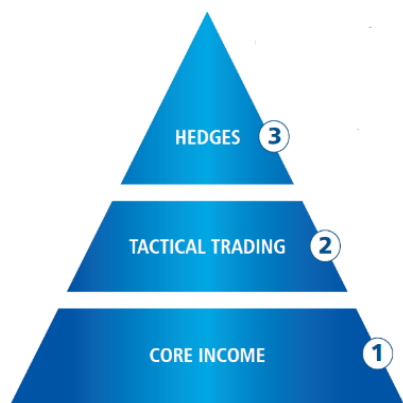 HEDGES 3
TACTICAL TRADING 2
CORE INCOME 1